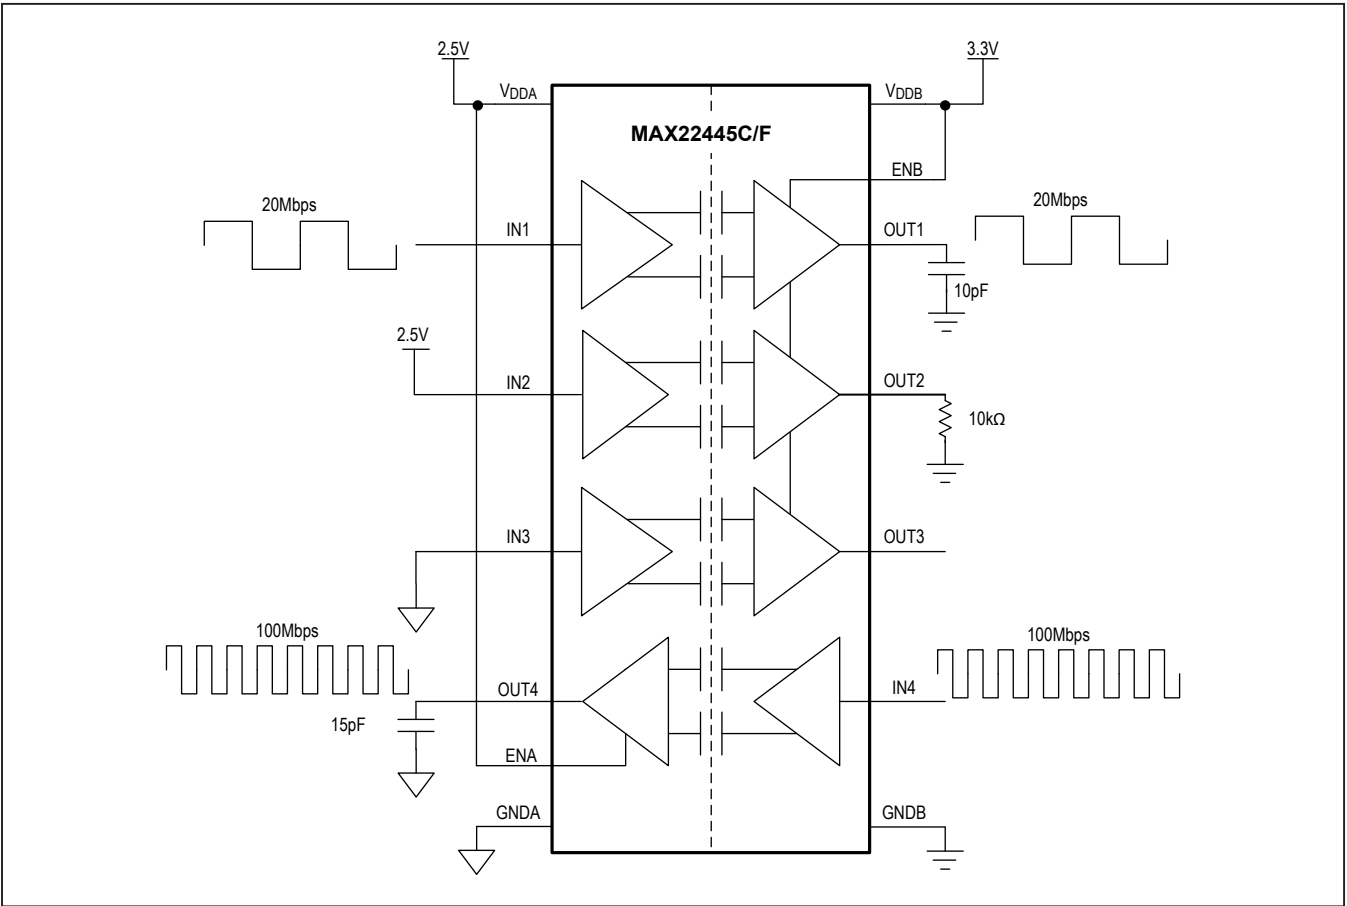 2.5V
3.3V
VDDA
VDDB
MAX22445C/F
ENB
20Mbps
IN1
OUT1
20Mbps
10pF
2.5V
IN2
OUT2
10kΩ
IN3
OUT3
100Mbps
100Mbps
OUT4
IN4
15pF
ENA
GNDA
GNDB